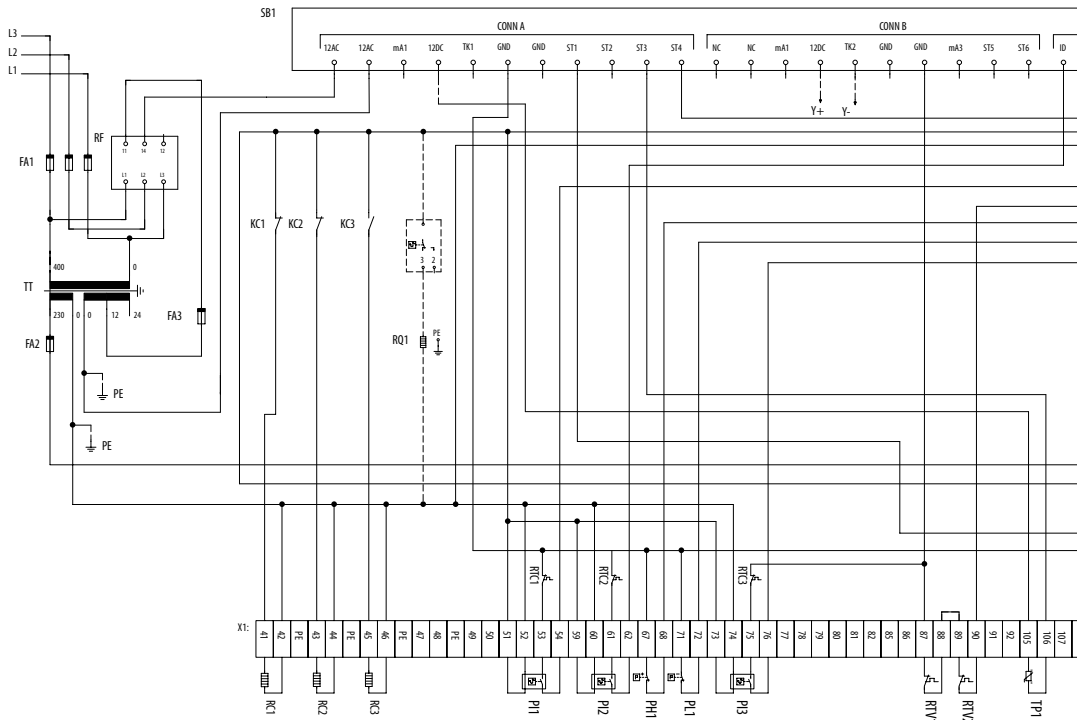 SB1
CONN A
CONN B
12AC 12AC mA1 12DC TK1 GND GND ST1 ST2 ST3 ST4 NC NC mA1 12DC TK2 GND GND mA3 ST5 ST6 ID
L3
L2
L1
Y+ Y-
RF
11 14 12
FA1
L1 L2 L3
KC1 KC2 KC3
3 2
400 0
TT
230 0 0 12 24
FA3
FA2
RQ1
PE
PE
PE
RTC1 RTC2 RTC3
X1: 41 42 PE 43 44 PE 45 46 PE 47 48 PE 49 50 51 52 53 54 59 60 61 62 67 68 71 72 73 74 75 76 77 78 79 80 81 82 85 86 87 88 89 90 91 92 105 106 107
P P
RC1 RC2 RC3 PI1 PI2 PH1 PL1 PI3 RTV RTV TP1